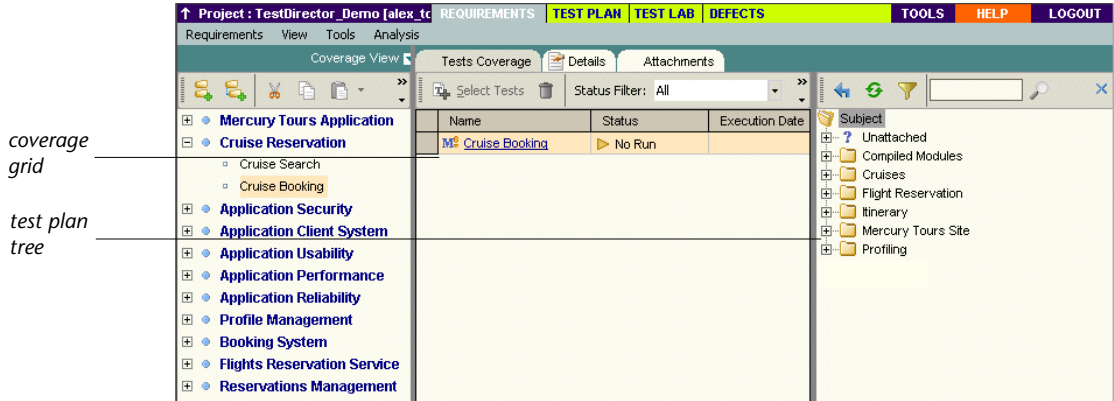 ↑ Project : TestDirector_Demo [alex_tc REQUIREMENTS TEST PLAN TEST LAB DEFECTS TOOLS HELP LOGOUT
Requirements View Tools Analysis
Coverage View Tests Coverage Details Attachments
Select Tests Status Filter: All
coverage grid
test plan tree
Mercury Tours Application
Cruise Reservation
Cruise Search
Cruise Booking
Application Security
Application Client System
Application Usability
Application Performance
Application Reliability
Profile Management
Booking System
Flights Reservation Service
Reservations Management
Name Status Execution Date
Cruise Booking No Run
Subject
? Unattached
Compiled Modules
Cruises
Flight Reservation
Itinerary
Mercury Tours Site
Profiling